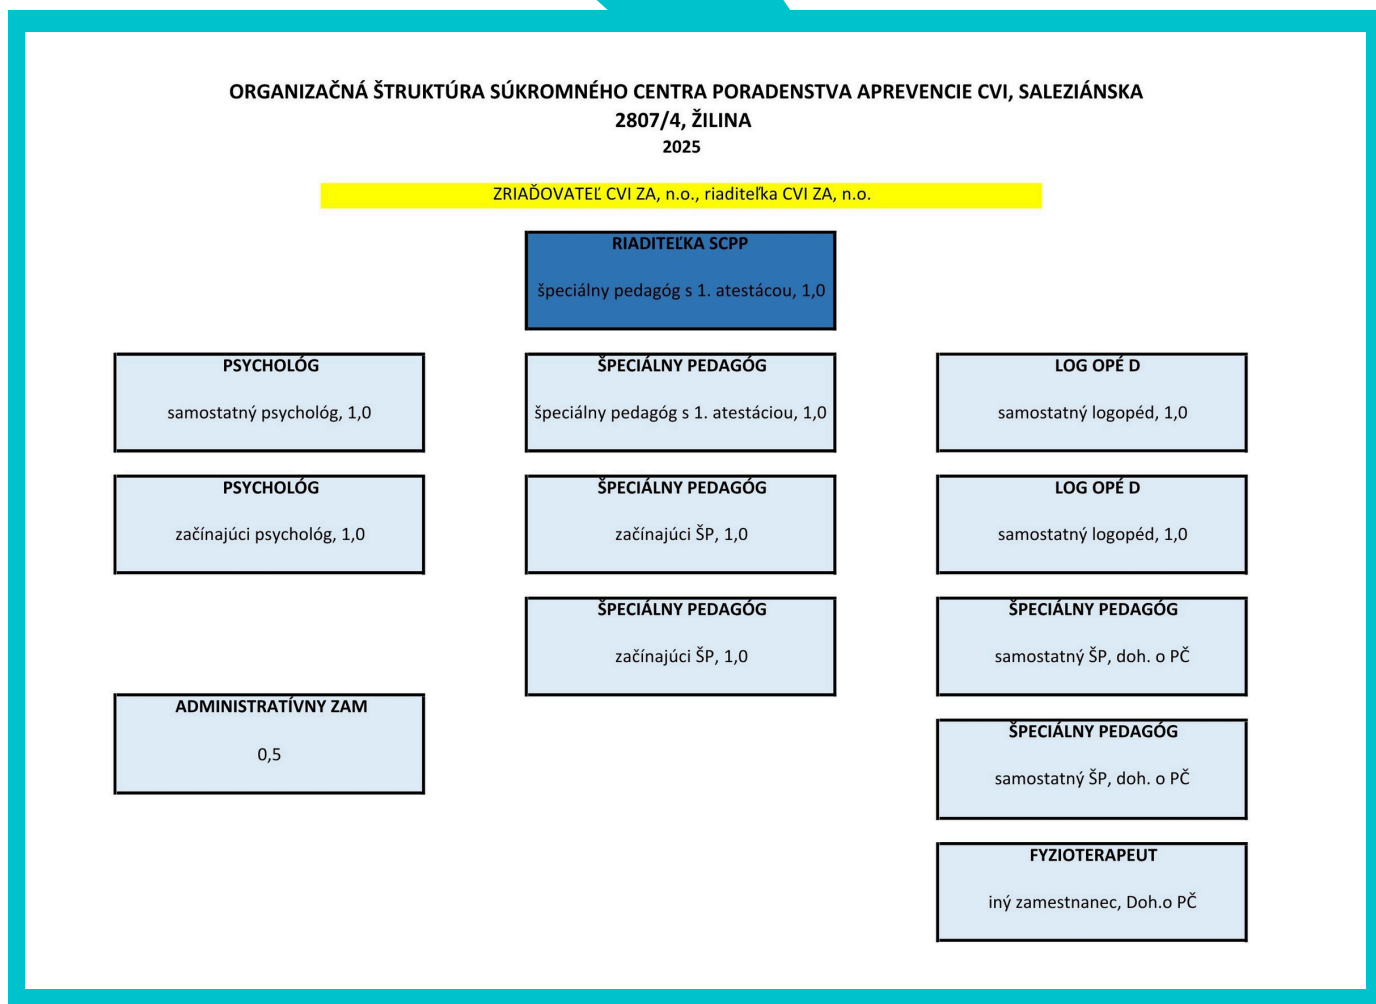 ORGANIZAČNÁ ŠTRUKTÚRA SÚKROMNÉHO CENTRA PORADENSTVA APREVENCIE CVI, SALEZIÁNSKA
2807/4, ŽILINA
2025
ZRIAĎOVATEĽ CVI ZA, n.o., riaditeľka CVI ZA, n.o.
RIADITEĽKA SCPP
špeciálny pedagóg s 1. atestácou, 1,0
PSYCHOLÓG
samostatný psychológ, 1,0
ŠPECIÁLNY PEDAGÓG
špeciálny pedagóg s 1. atestáciou, 1,0
LOG OPÉ D
samostatný logopéd, 1,0
PSYCHOLÓG
začínajúci psychológ, 1,0
ŠPECIÁLNY PEDAGÓG
začínajúci ŠP, 1,0
LOG OPÉ D
samostatný logopéd, 1,0
ŠPECIÁLNY PEDAGÓG
začínajúci ŠP, 1,0
ŠPECIÁLNY PEDAGÓG
samostatný ŠP, doh. o PČ
ADMINISTRATÍVNY ZAM
0,5
ŠPECIÁLNY PEDAGÓG
samostatný ŠP, doh. o PČ
FYZIOTERAPEUT
iný zamestnanec, Doh.o PČ